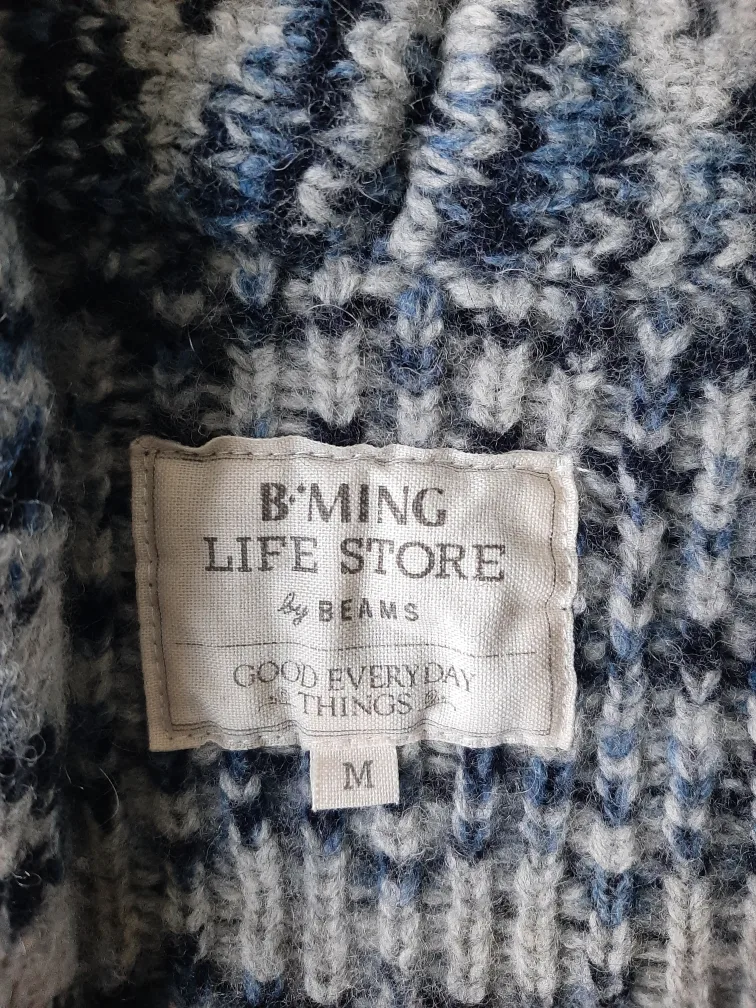 B:MING
LIFE STORE
by BEAMS
GOOD EVERYDAY
THINGS
M